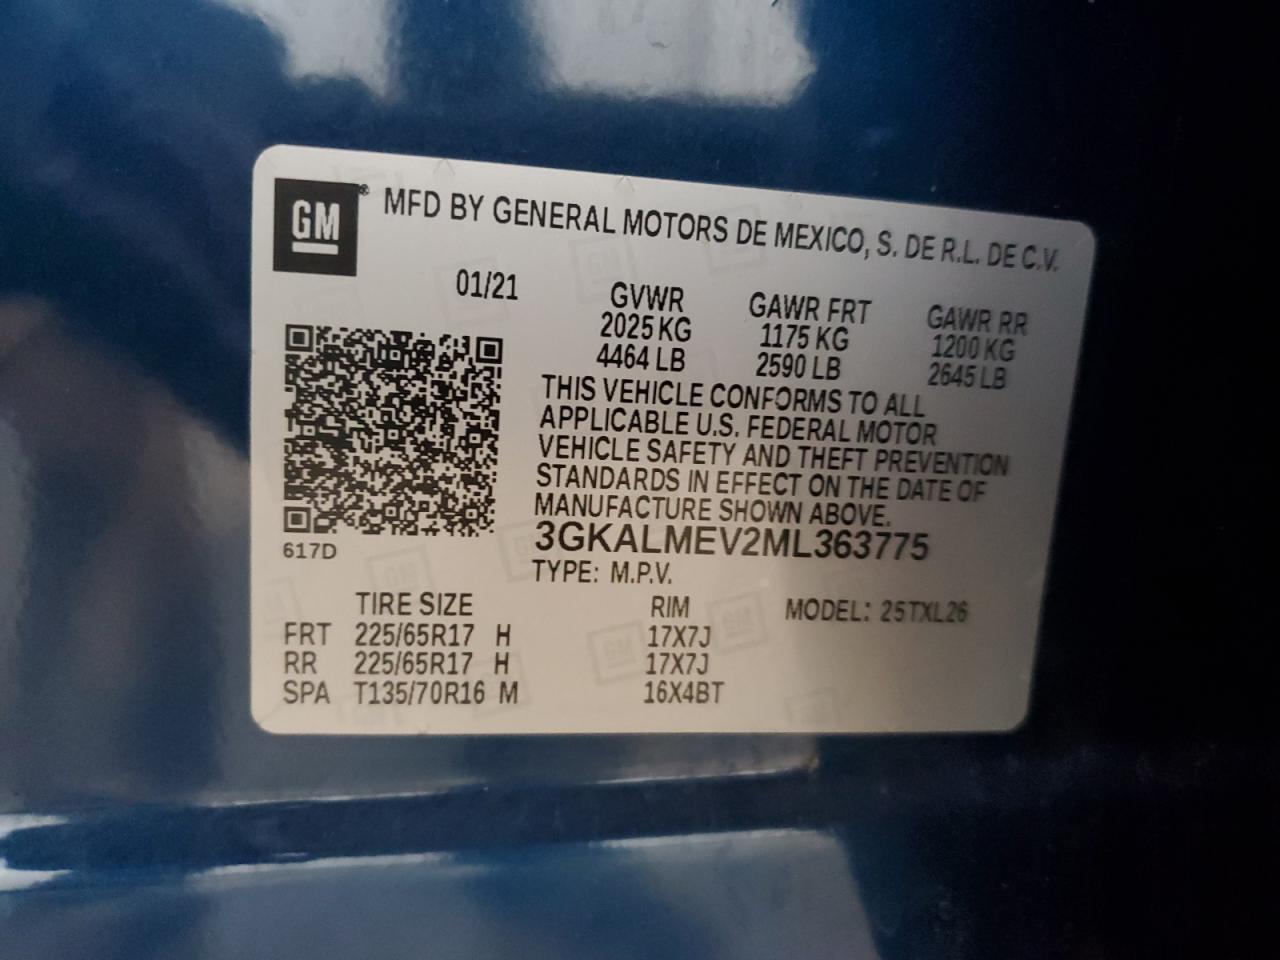 GM® MFD BY GENERAL MOTORS DE MEXICO, S. DE R.L. DE C.V.
01/21
GVWR GAWR FRT GAWR RR
2025 KG 1175 KG 1200 KG
4464 LB 2590 LB 2645 LB
THIS VEHICLE CONFORMS TO ALL
APPLICABLE U.S. FEDERAL MOTOR
VEHICLE SAFETY AND THEFT PREVENTION
STANDARDS IN EFFECT ON THE DATE OF
MANUFACTURE SHOWN ABOVE.
3GKALMEV2ML363775
617D
TYPE: M.P.V.
TIRE SIZE RIM MODEL: 25TXL26
FRT 225/65R17 H 17X7J
RR 225/65R17 H 17X7J
SPA T135/70R16 M 16X4BT